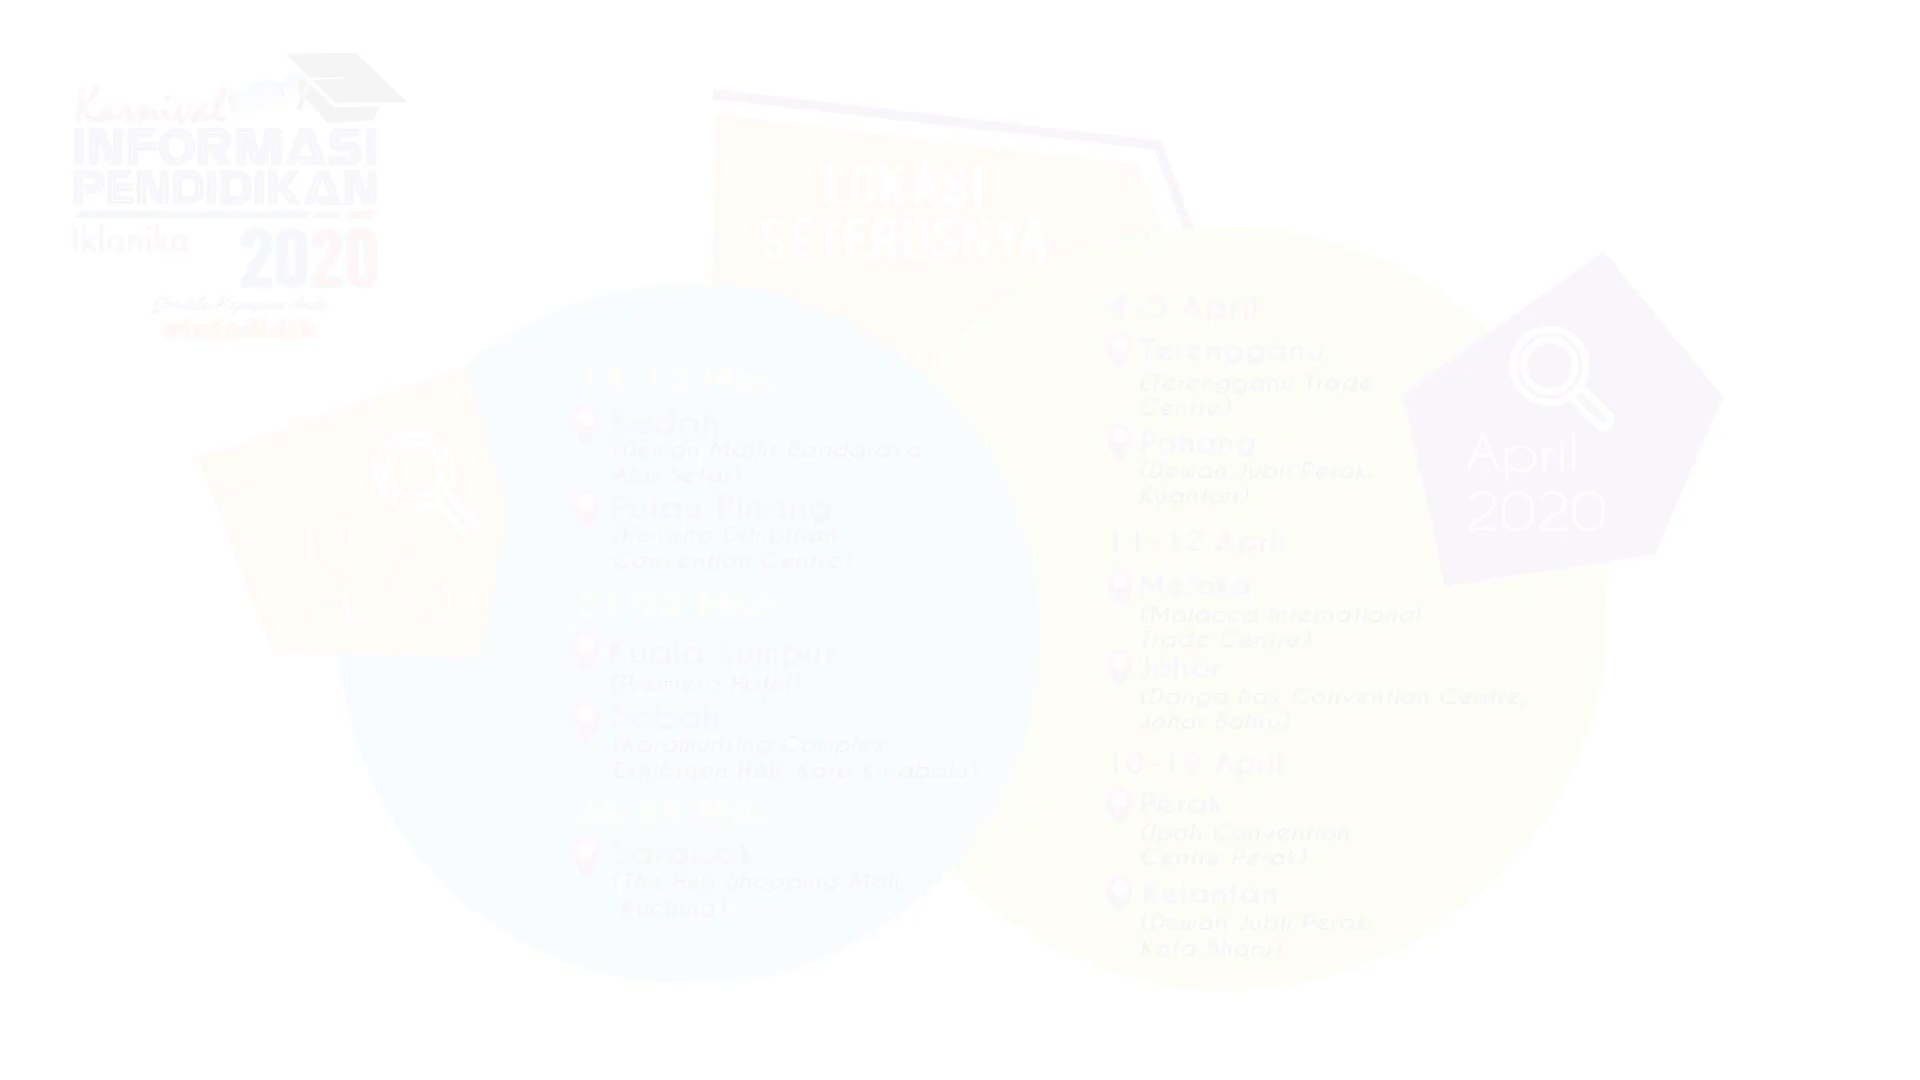 Karnival
INFORMASI
PENDIDIKAN
Iklanika
2020
LOKASI
SETERUSNYA
Kedah
(Dewan Majlis Bandaraya
Alor Setar)
Pulau Pinang
(Penang Exhibition
Convention Centre)
Kuala Lumpur
(Premiera Hotel)
Sabah
(Karamunsing Complex
Exhibition Hall, Kota Kinabalu)
Sarawak
(The Hills Shopping Mall,
Kuching)
4-5 April
Terengganu
(Terengganu Trade
Centre)
Pahang
(Dewan Jubli Perak,
Kuantan)
11-12 April
Melaka
(Malacca International
Trade Centre)
Johor
(Danga Bay Convention Centre,
Johor Bahru)
18-19 April
Perak
(Ipoh Convention
Centre Perak)
Kelantan
(Dewan Jubli Perak,
Kota Bharu)
April
2020